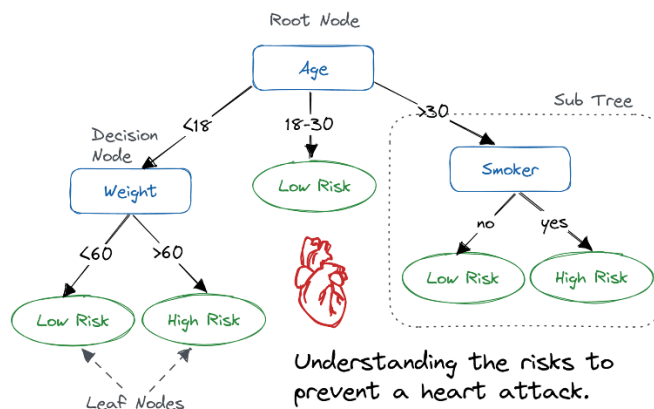 Root Node
Age
<18
18-30
>30
Sub Tree
Decision
Node
Weight
Low Risk
Smoker
<60
>60
no
yes
Low Risk
High Risk
Low Risk
High Risk
Leaf Nodes
Understanding the risks to
prevent a heart attack.